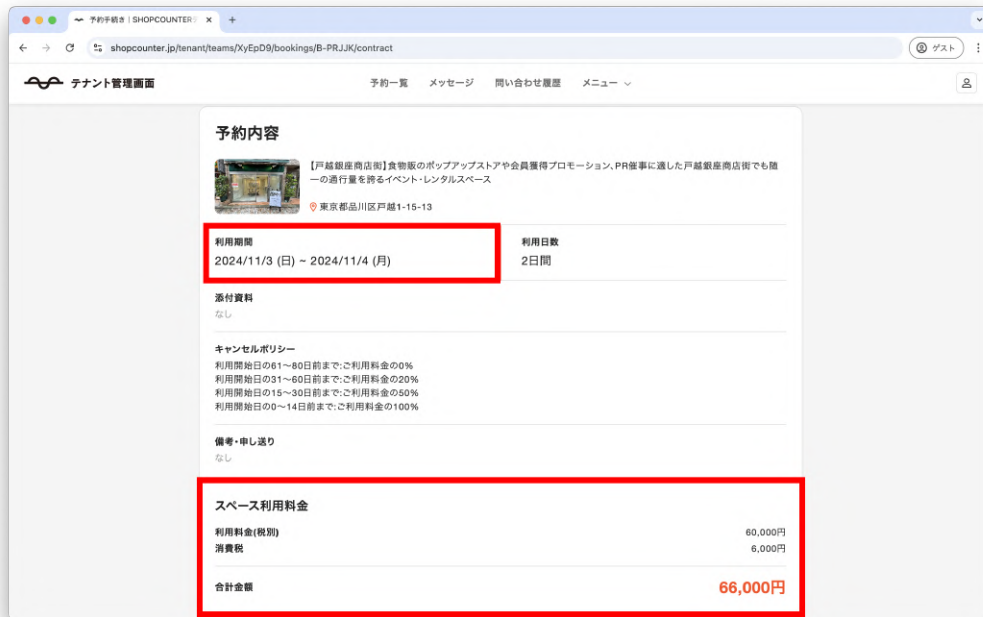 予約手続き | SHOPCOUNTER
shopcounter.jp/tenant/teams/XyEpD9/bookings/B-PRJJK/contract
ゲスト
テナント管理画面
予約一覧 メッセージ 問い合わせ履歴 メニュー
予約内容
【戸越銀座商店街】食物販のポップアップストアや会員獲得プロモーション、PR催事に適した戸越銀座商店街でも随
一の通行量を誇るイベント・レンタルスペース
東京都品川区戸越1-15-13
利用期間 利用日数
2024/11/3 (日) ~ 2024/11/4 (月) 2日間
添付資料
なし
キャンセルポリシー
利用開始日の61〜80日前まで:ご利用料金の0%
利用開始日の31〜60日前まで:ご利用料金の20%
利用開始日の15〜30日前まで:ご利用料金の50%
利用開始日の0〜14日前まで:ご利用料金の100%
備考・申し送り
なし
スペース利用料金
利用料金(税別) 60,000円
消費税 6,000円
合計金額 66,000円